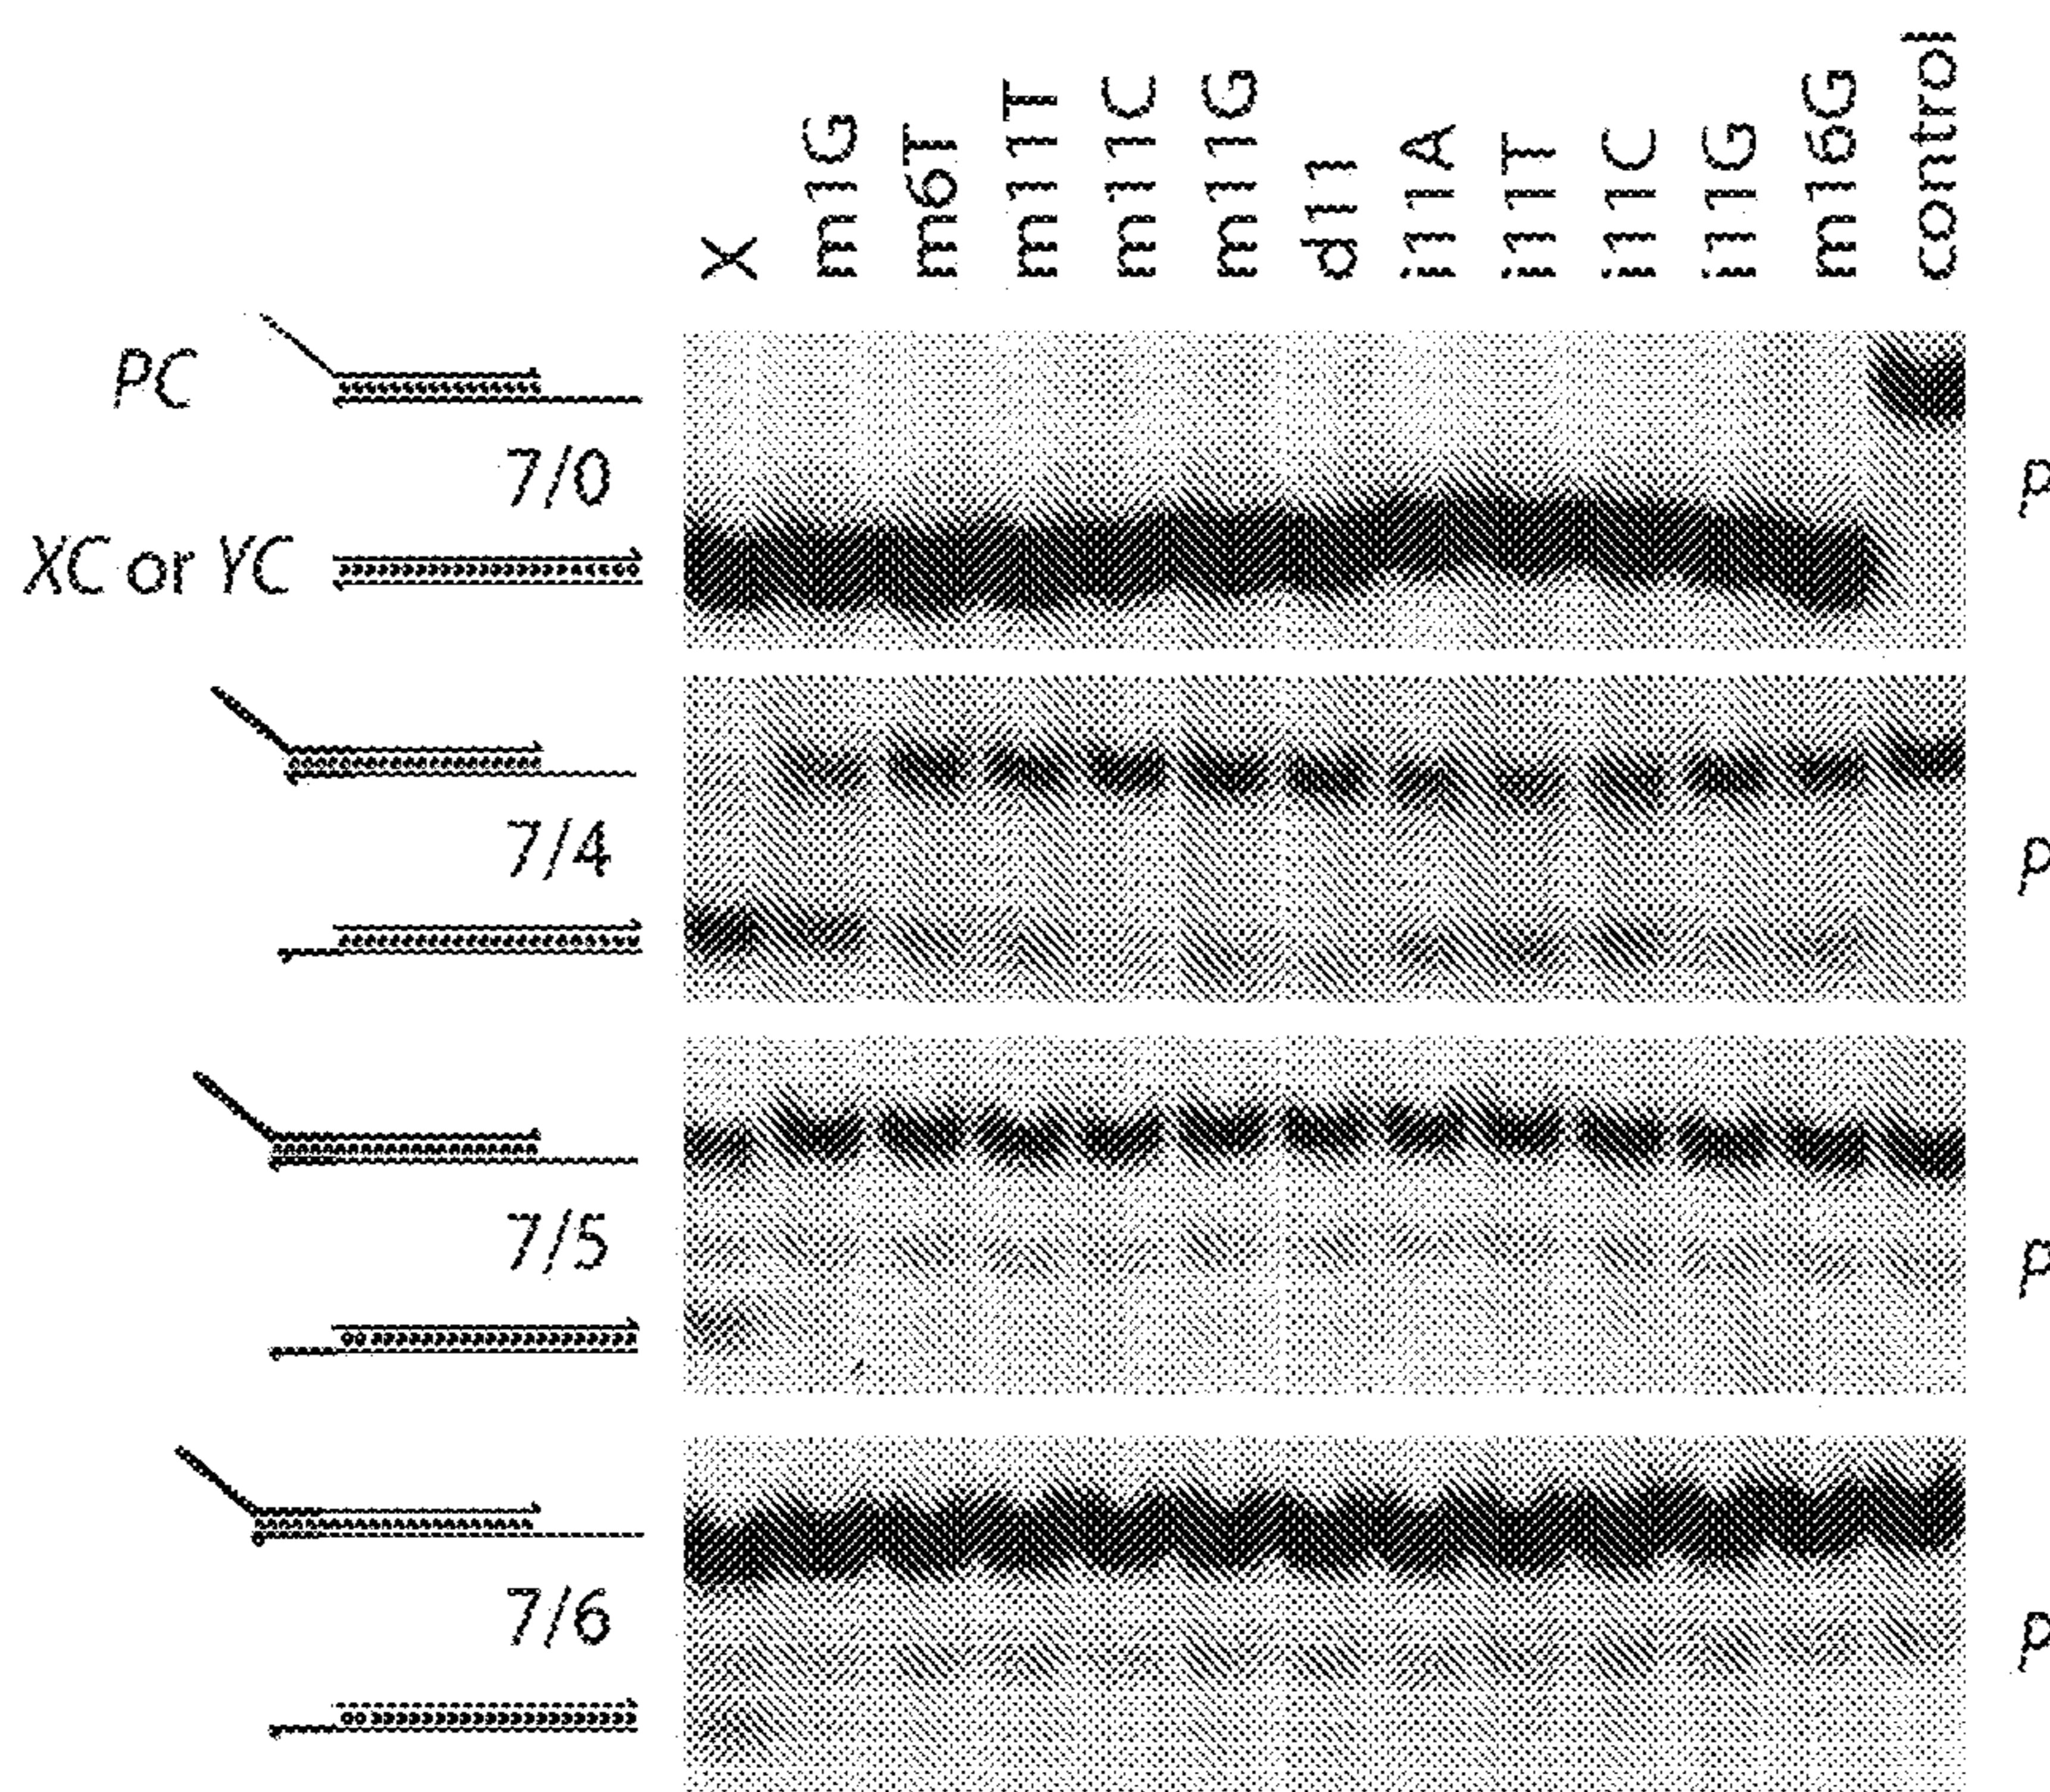 X m1G m6T m11T m11C m11G d11 i11A i11T i11C i11G m16G control
PC
7/0
P
XC or YC
7/4
P
7/5
P
7/6
P